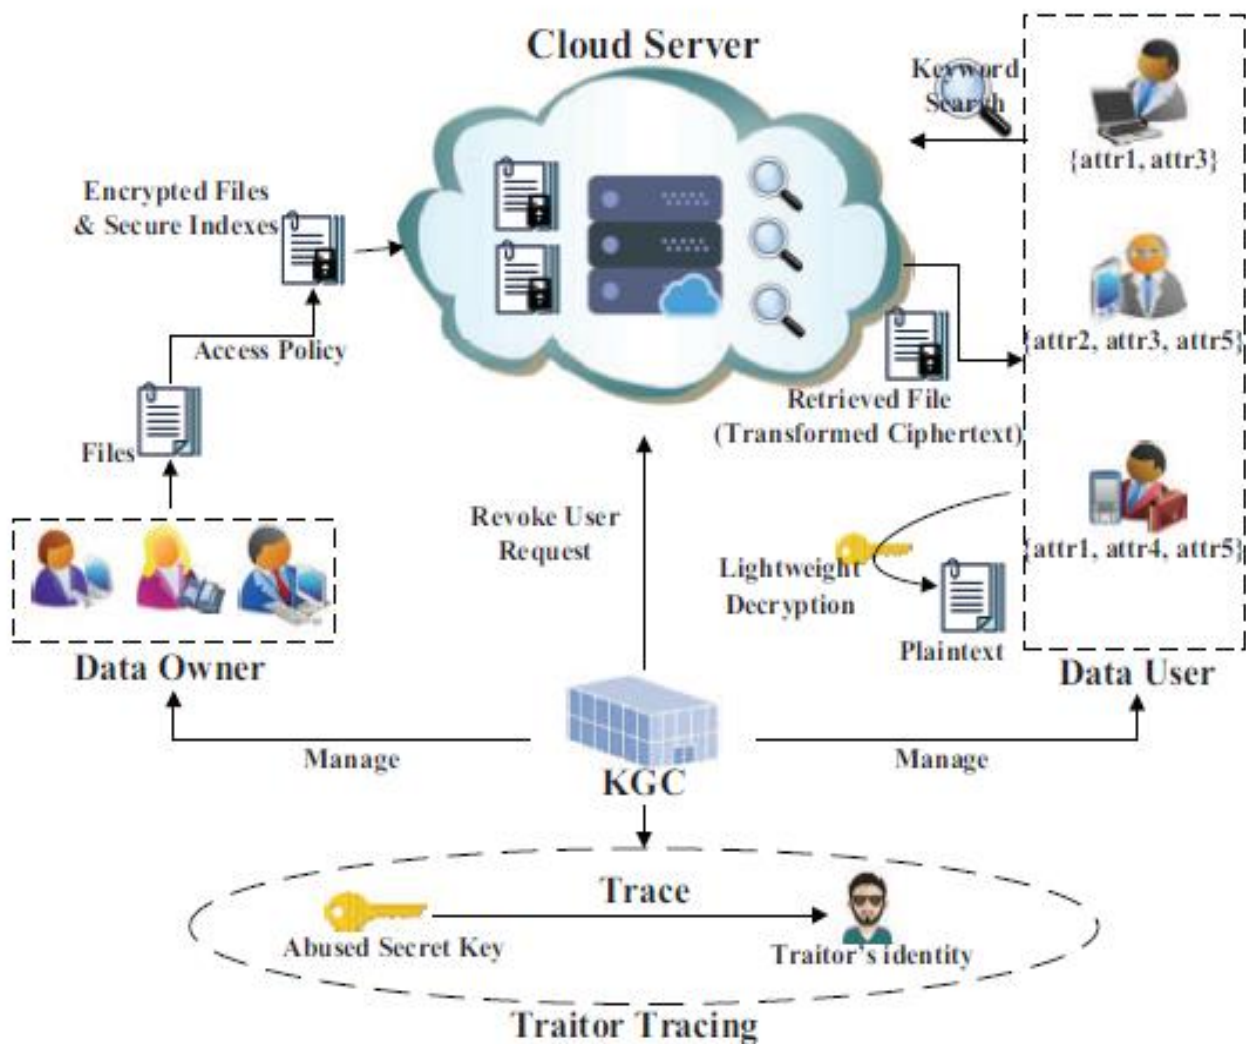 Cloud Server
Keyword
Search
{attr1, attr3}
Encrypted Files
& Secure Indexes
{attr2, attr3, attr5}
Access Policy
Retrieved File
(Transformed Ciphertext)
Files
Revoke User
Request
{attr1, attr4, attr5}
Lightweight
Decryption
Plaintext
Data Owner
Data User
Manage
Manage
KGC
Trace
Abused Secret Key
Traitor's identity
Traitor Tracing